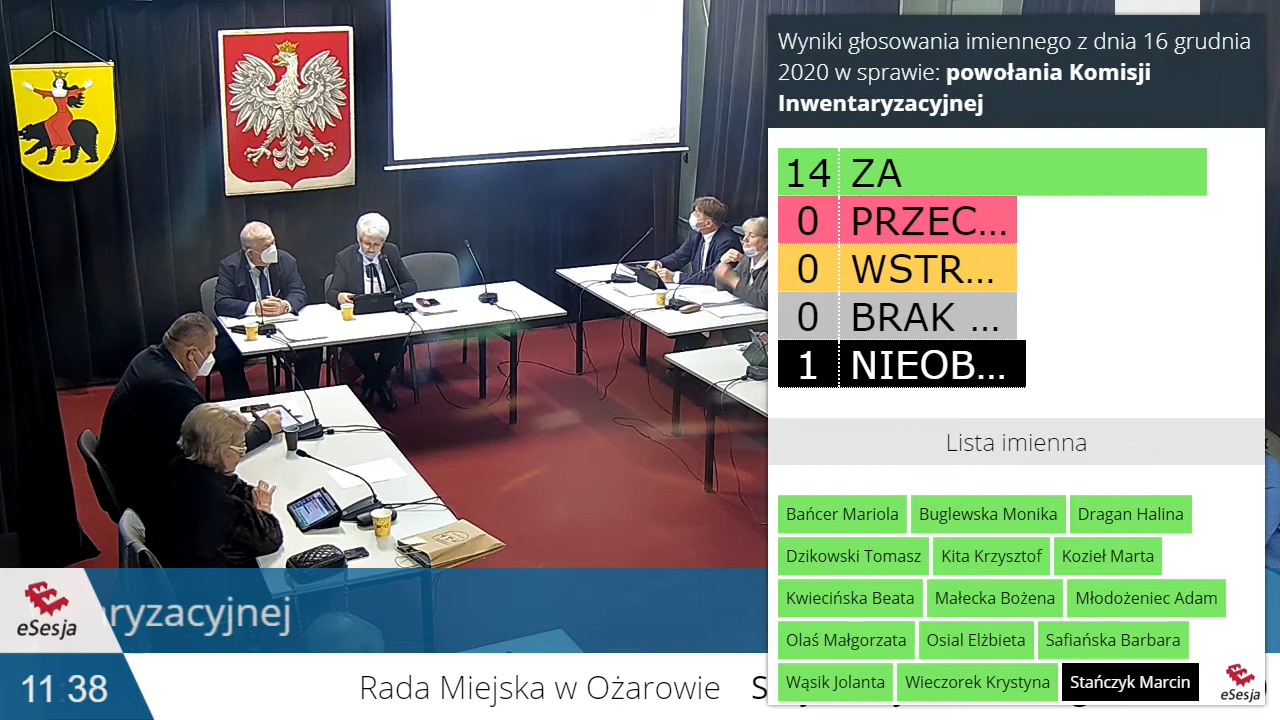 Wyniki głosowania imiennego z dnia 16 grudnia
2020 w sprawie: powołania Komisji
Inwentaryzacyjnej
14 ZA
0 PRZEC...
0 WSTR...
0 BRAK ...
1 NIEOB...
Lista imienna
Bańcer Mariola Buglewska Monika Dragan Halina
Dzikowski Tomasz Kita Krzysztof Kozieł Marta
Kwiecińska Beata Małecka Bożena Młodożeniec Adam
Olaś Małgorzata Osial Elżbieta Safiańska Barbara
Wąsik Jolanta Wieczorek Krystyna Stańczyk Marcin
eSesja
eSesja
aryzacyjnej
11:38
Rada Miejska w Ożarowie S